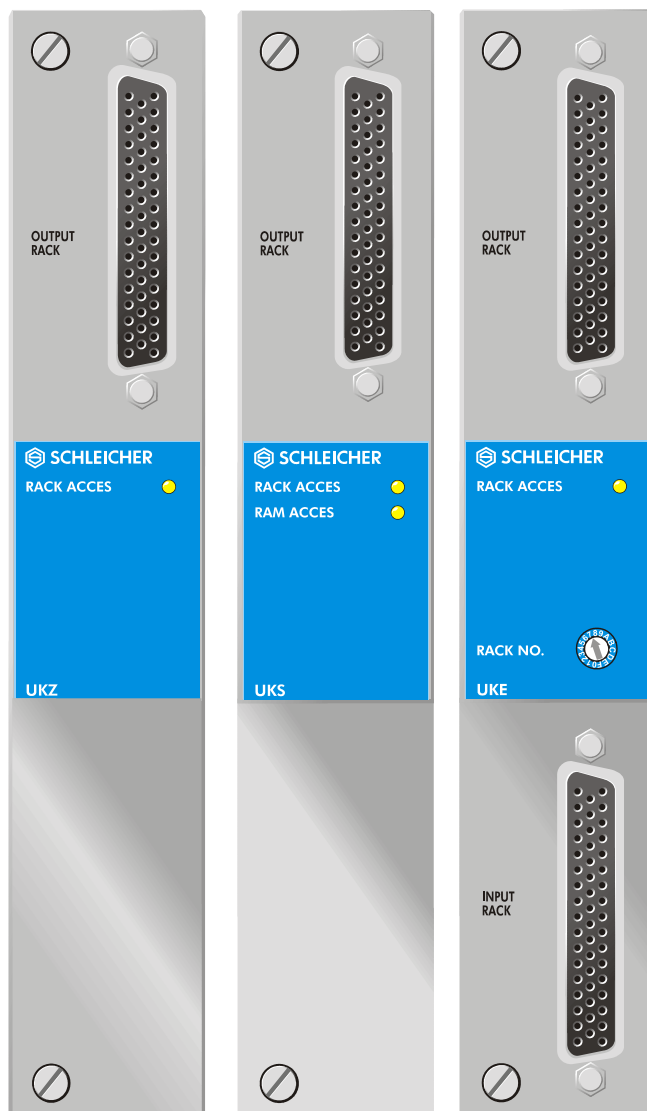 OUTPUT
RACK
SCHLEICHER
RACK ACCES
UKZ
OUTPUT
RACK
SCHLEICHER
RACK ACCES
RAM ACCES
UKS
OUTPUT
RACK
SCHLEICHER
RACK ACCES
RACK NO.
0123456789ABCDEF
UKE
INPUT
RACK